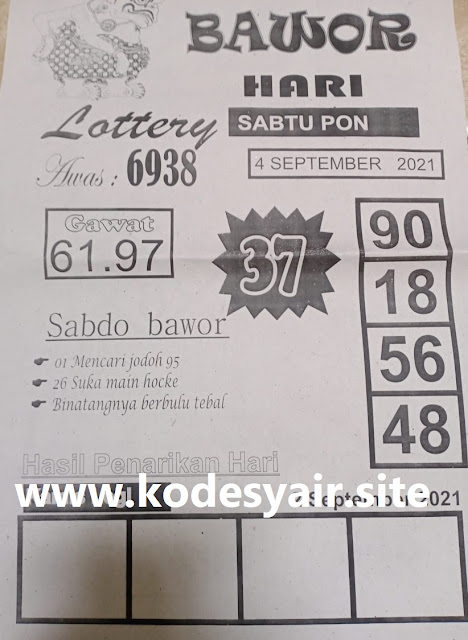 BAWOR
HARI
Lottery
SABTU PON
Awas : 6938
4 SEPTEMBER 2021
Gawat
61.97
37
90
18
56
48
Sabdo bawor
☛ 01 Mencari jodoh 95
☛ 26 Suka main hocke
☛ Binatangnya berbulu tebal
Hasil Penarikan Hari
www.kodesyair.site
September 2021